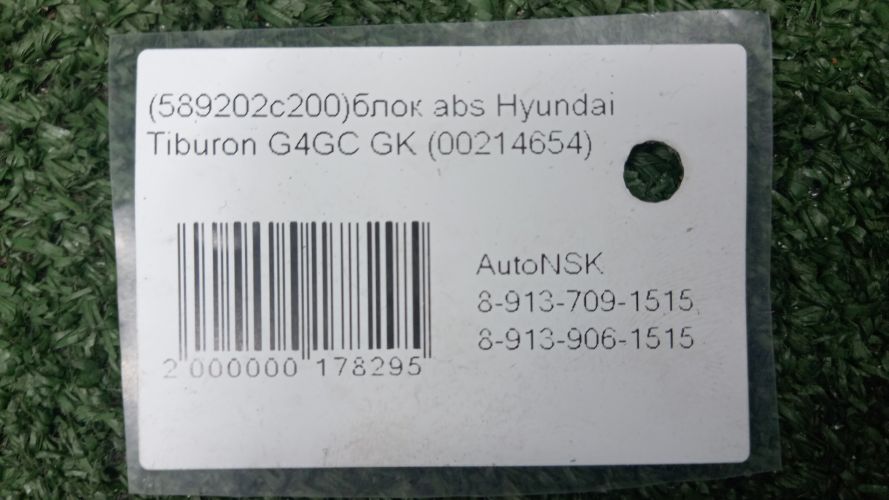 (589202c200)блок abs Hyundai
Tiburon G4GC GK (00214654)
AutoNSK
8-913-709-1515
8-913-906-1515
2 000000 178295